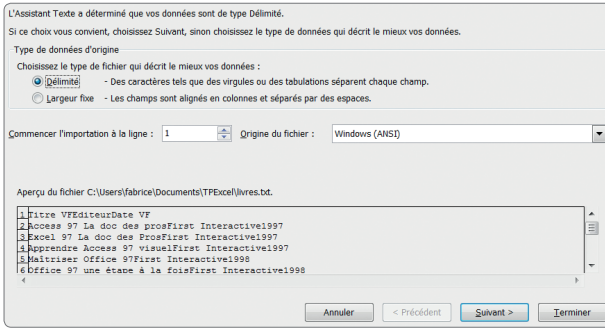 L'Assistant Texte a déterminé que vos données sont de type Délimité.
Si ce choix vous convient, choisissez Suivant, sinon choisissez le type de données qui décrit le mieux vos données.
Type de données d'origine
Choisissez le type de fichier qui décrit le mieux vos données :
Délimité - Des caractères tels que des virgules ou des tabulations séparent chaque champ.
Largeur fixe - Les champs sont alignés en colonnes et séparés par des espaces.
Commencer l'importation à la ligne : 1 Origine du fichier : Windows (ANSI)
Aperçu du fichier C:\Users\fabrice\Documents\TPExcel\livres.txt.
1 Titre VFEditeurDate VF
2 Access 97 La doc des prosFirst Interactive1997
3 Excel 97 La doc des ProsFirst Interactive1997
4 Apprendre Access 97 visuelFirst Interactive1997
5 Maîtriser Office 97First Interactive1998
6 Office 97 une étape à la foisFirst Interactive1998
Annuler < Précédent Suivant > Terminer